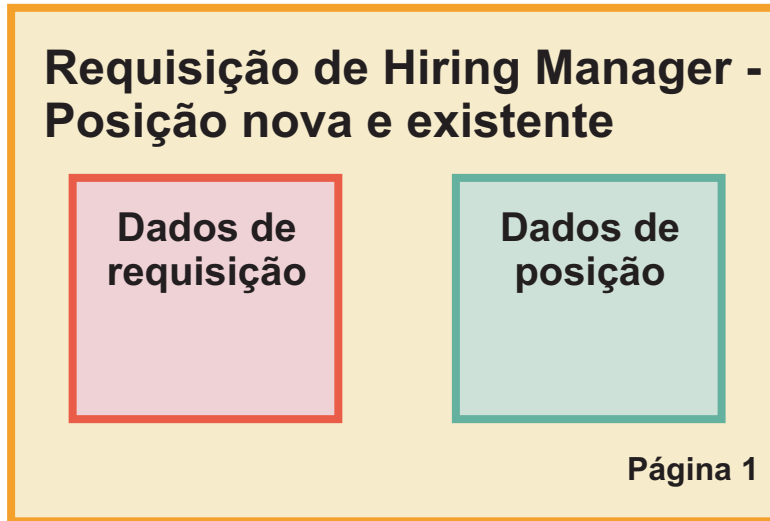 Requisição de Hiring Manager -
Posição nova e existente
Dados de
requisição
Dados de
posição
Página 1